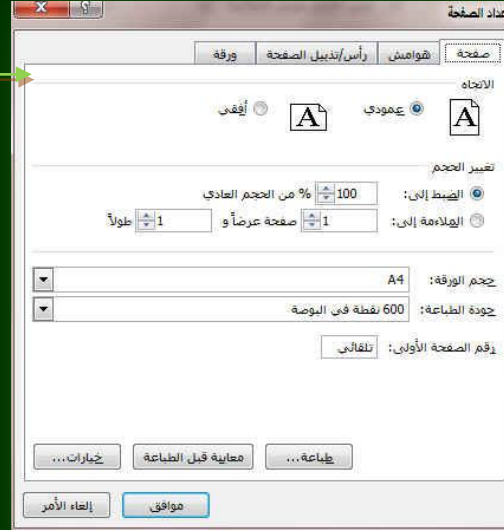 عداد الصفحة
صفحة هوامش رأس/تذييل الصفحة ورقة
الاتجاه
A عمودي A أفقي
تغيير الحجم
الضبط إلى: 100 % من الحجم العادي
الملاءمة إلى: 1 صفحة عرضاً و 1 طولاً
حجم الورقة: A4
جودة الطباعة: 600 نقطة في البوصة
رقم الصفحة الأولى: تلقائي
طباعة... معاينة قبل الطباعة خيارات...
موافق إلغاء الأمر